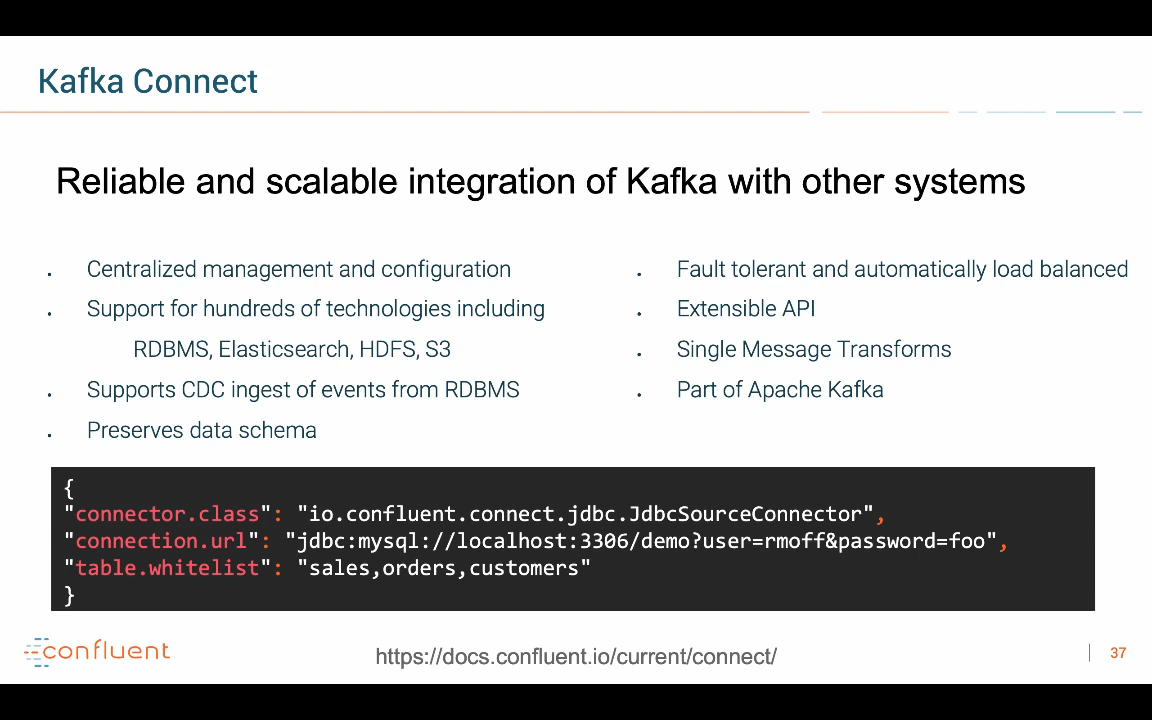 Kafka Connect
Reliable and scalable integration of Kafka with other systems
. Centralized management and configuration
. Support for hundreds of technologies including
RDBMS, Elasticsearch, HDFS, S3
. Supports CDC ingest of events from RDBMS
. Preserves data schema
. Fault tolerant and automatically load balanced
. Extensible API
. Single Message Transforms
. Part of Apache Kafka
{
"connector.class": "io.confluent.connect.jdbc.JdbcSourceConnector",
"connection.url": "jdbc:mysql://localhost:3306/demo?user=rmoff&password=foo",
"table.whitelist": "sales,orders,customers"
}
confluent
https://docs.confluent.io/current/connect/
37